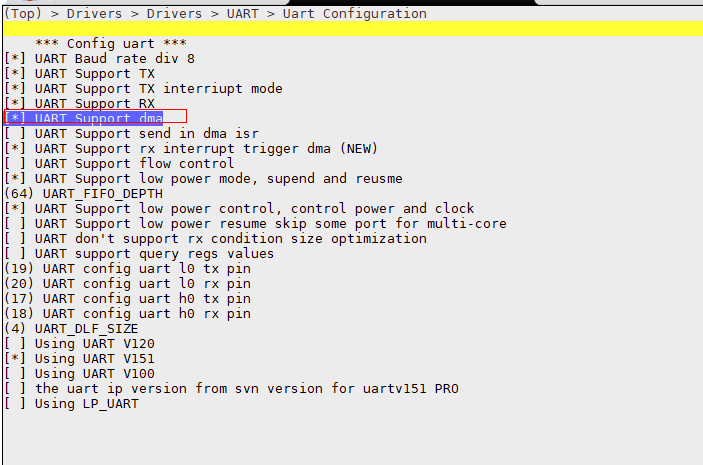 (Top) > Drivers > Drivers > UART > Uart Configuration
*** Config uart ***
[*] UART Baud rate div 8
[*] UART Support TX
[*] UART Support TX interriupt mode
[*] UART Support RX
[*] UART Support dma
[ ] UART Support send in dma isr
[*] UART Support rx interrupt trigger dma (NEW)
[ ] UART Support flow control
[*] UART Support low power mode, supend and reusme
(64) UART_FIFO_DEPTH
[*] UART Support low power control, control power and clock
[ ] UART Support low power resume skip some port for multi-core
[ ] UART don't support rx condition size optimization
[ ] UART support query regs values
(19) UART config uart l0 tx pin
(20) UART config uart l0 rx pin
(17) UART config uart h0 tx pin
(18) UART config uart h0 rx pin
(4) UART_DLF_SIZE
[ ] Using UART V120
[*] Using UART V151
[ ] Using UART V100
[ ] the uart ip version from svn version for uartv151 PRO
[ ] Using LP_UART